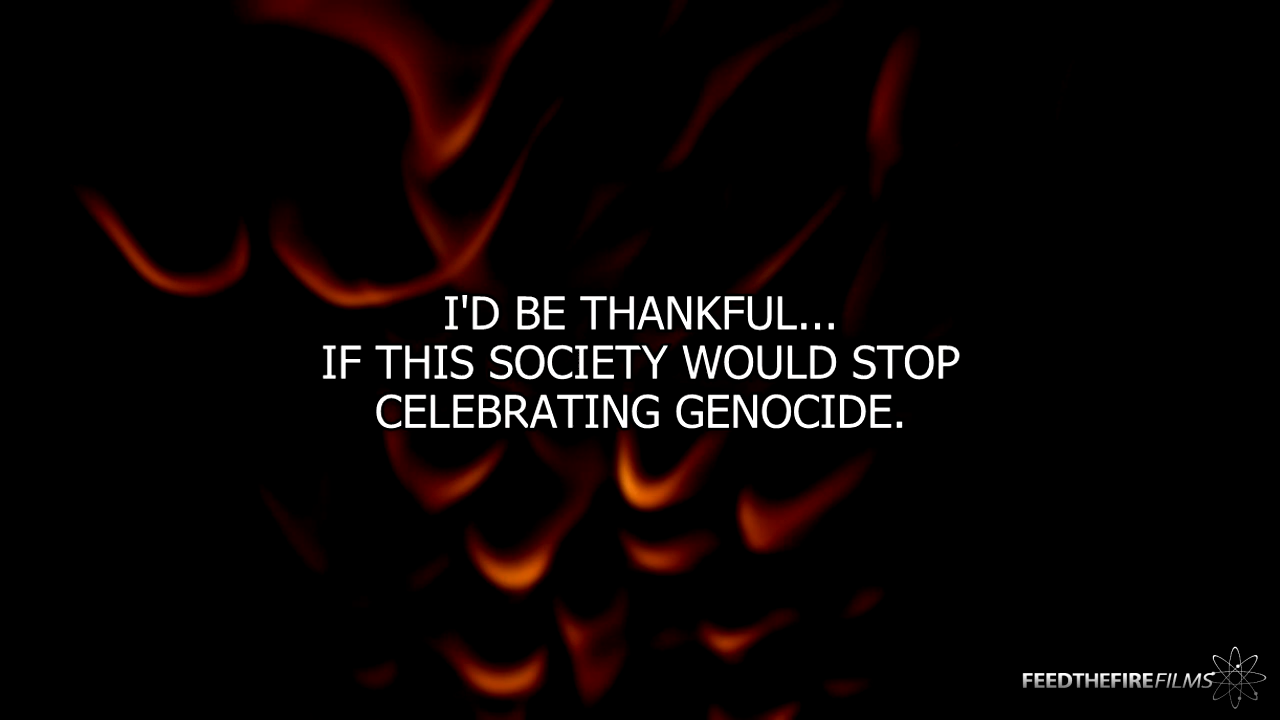 I'D BE THANKFUL...
IF THIS SOCIETY WOULD STOP
CELEBRATING GENOCIDE.
FEEDTHEFIREFILMS